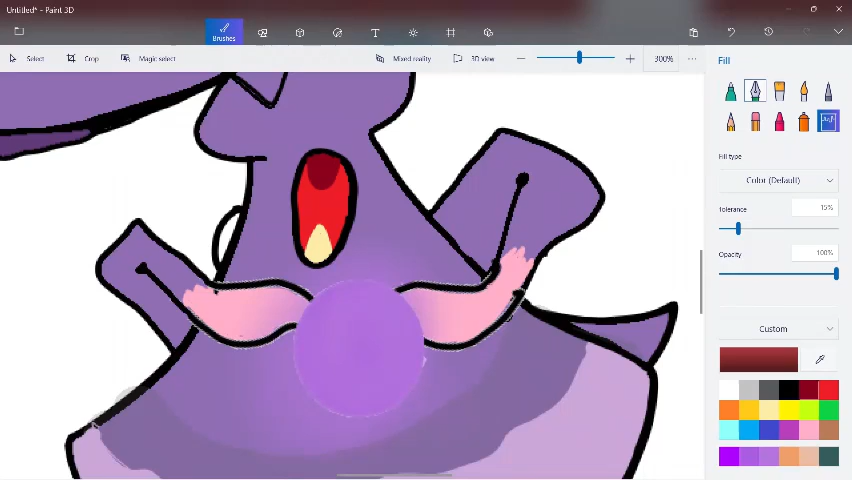 Untitled* - Paint 3D
Brushes
Select
Crop
Magic select
Mixed reality
3D view
300%
Fill
Fill type
Color (Default)
Tolerance
15%
Opacity
100%
Custom